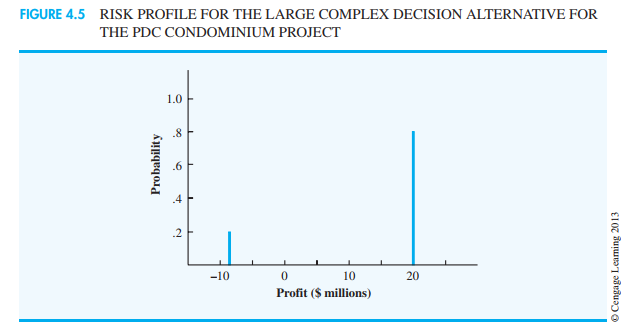 FIGURE 4.5 RISK PROFILE FOR THE LARGE COMPLEX DECISION ALTERNATIVE FOR
THE PDC CONDOMINIUM PROJECT
1.0
.8
.6
.4
.2
Probability
–10 0 10 20
Profit ($ millions)
© Cengage Learning 2013